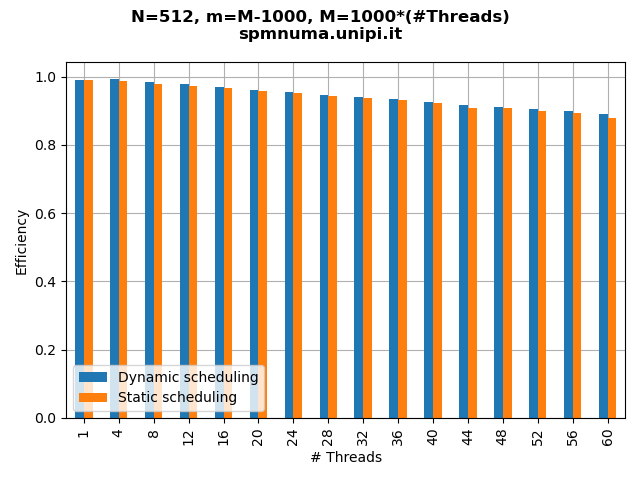 N=512, m=M-1000, M=1000*(#Threads)
spmnuma.unipi.it
Efficiency
1.0
0.8
0.6
0.4
0.2
0.0
Dynamic scheduling
Static scheduling
1 4 8 12 16 20 24 28 32 36 40 44 48 52 56 60
# Threads